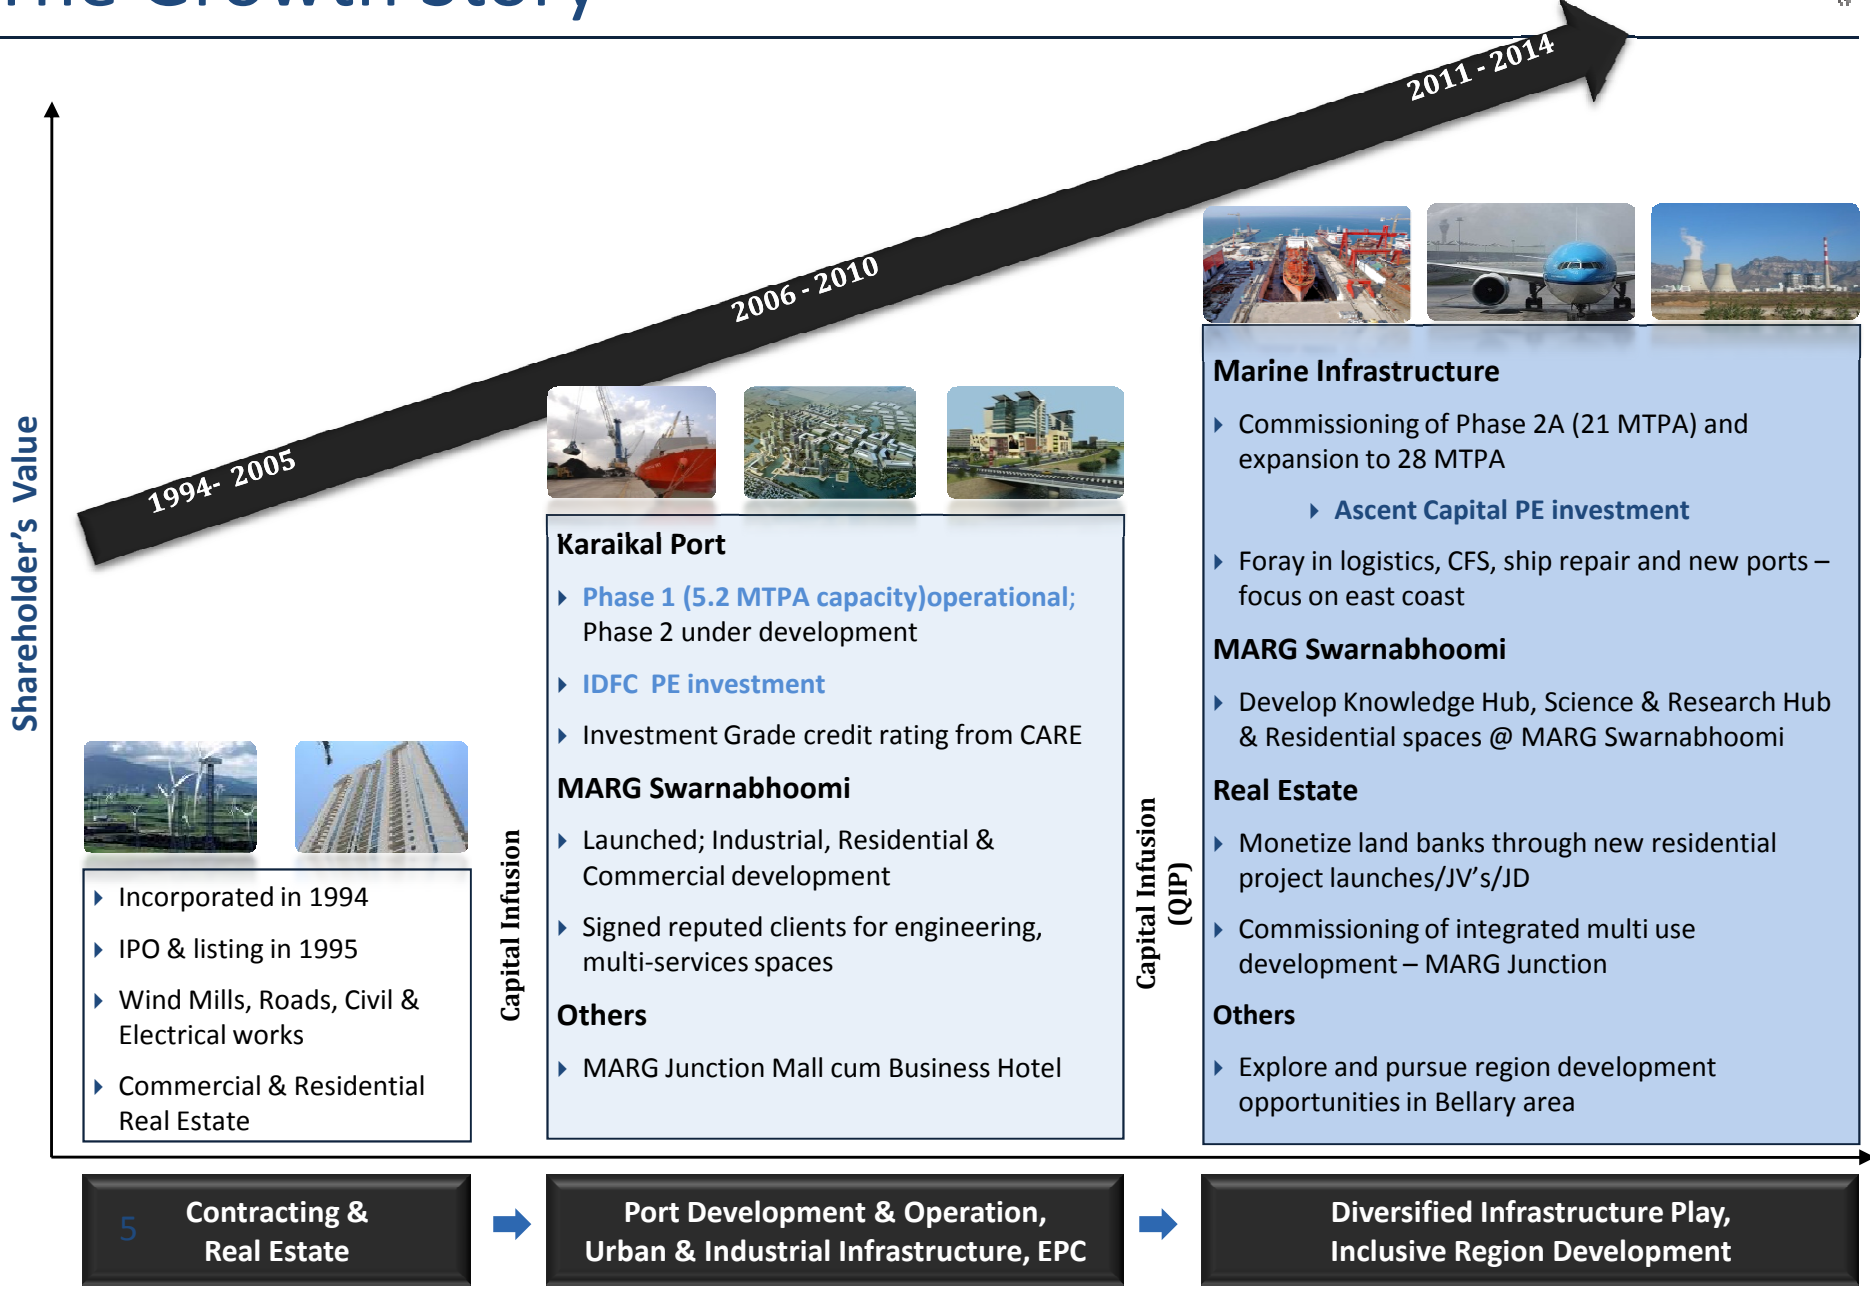 The Growth Story
2011 - 2014
2006 - 2010
1994- 2005
Shareholder's Value
Incorporated in 1994
IPO & listing in 1995
Wind Mills, Roads, Civil &
Electrical works
Commercial & Residential
Real Estate
Capital Infusion
Karaikal Port
Phase 1 (5.2 MTPA capacity)operational;
Phase 2 under development
IDFC PE investment
Investment Grade credit rating from CARE
MARG Swarnabhoomi
Launched; Industrial, Residential &
Commercial development
Signed reputed clients for engineering,
multi-services spaces
Others
MARG Junction Mall cum Business Hotel
Capital Infusion
(QIP)
Marine Infrastructure
Commissioning of Phase 2A (21 MTPA) and
expansion to 28 MTPA
Ascent Capital PE investment
Foray in logistics, CFS, ship repair and new ports –
focus on east coast
MARG Swarnabhoomi
Develop Knowledge Hub, Science & Research Hub
& Residential spaces @ MARG Swarnabhoomi
Real Estate
Monetize land banks through new residential
project launches/JV's/JD
Commissioning of integrated multi use
development – MARG Junction
Others
Explore and pursue region development
opportunities in Bellary area
5
Contracting &
Real Estate
Port Development & Operation,
Urban & Industrial Infrastructure, EPC
Diversified Infrastructure Play,
Inclusive Region Development